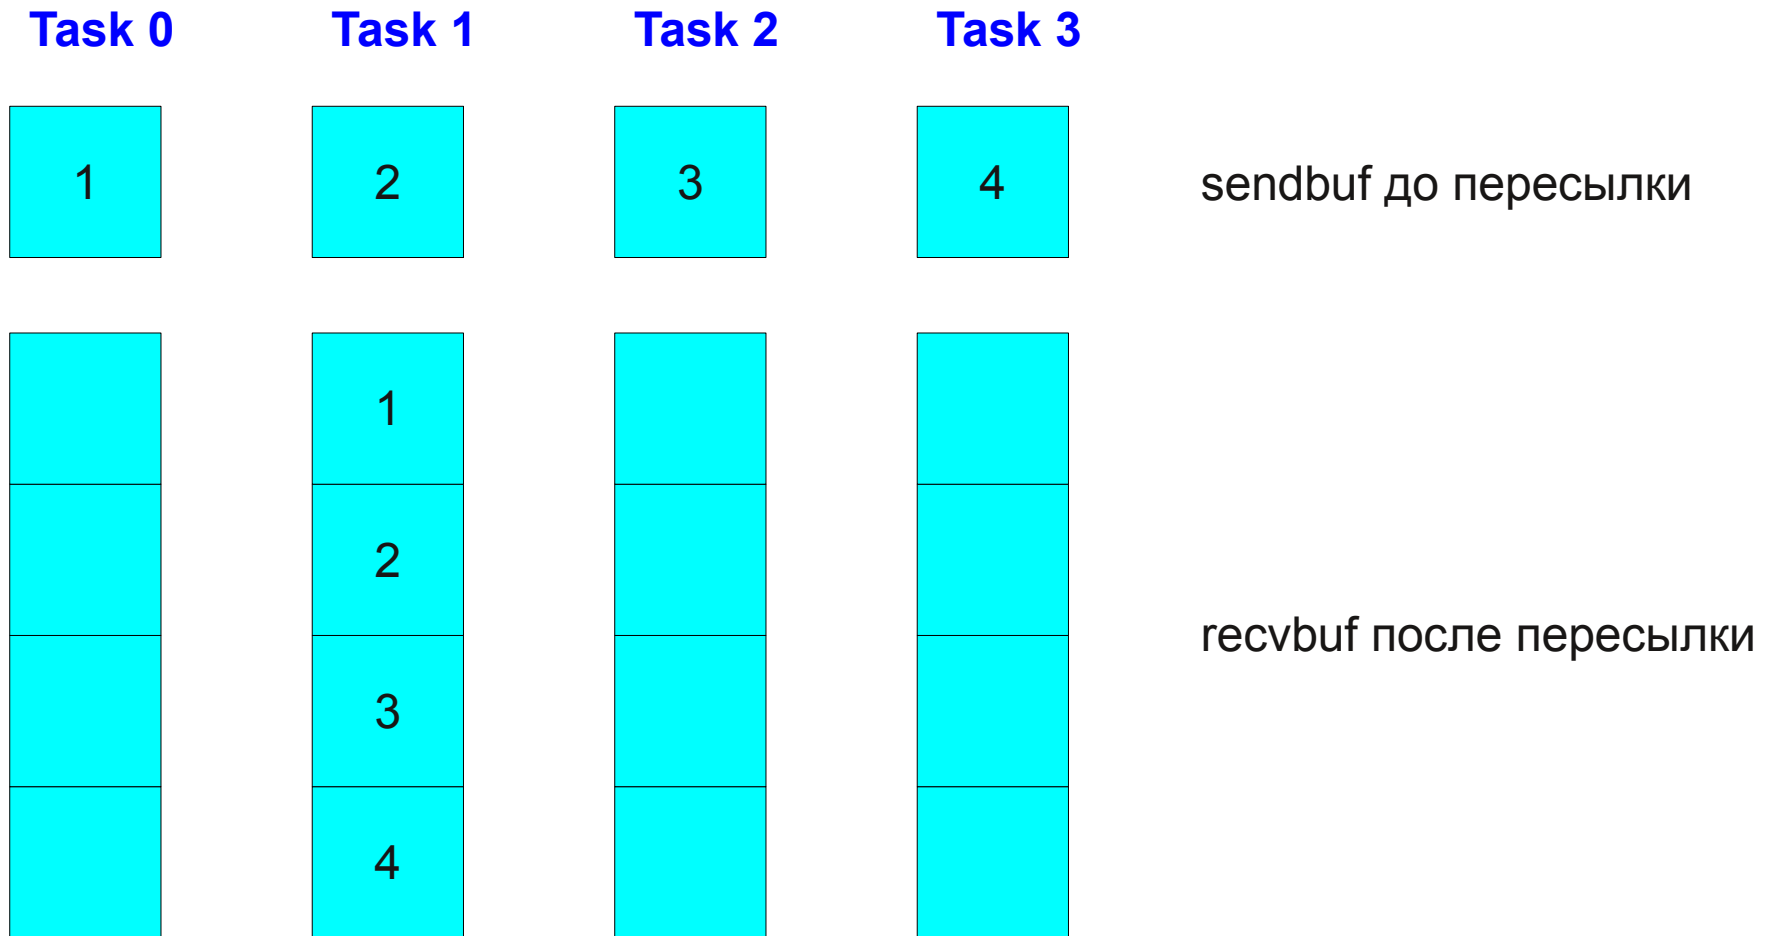 Task 0 Task 1 Task 2 Task 3
1 2 3 4 sendbuf до пересылки
1
2
recvbuf после пересылки
3
4